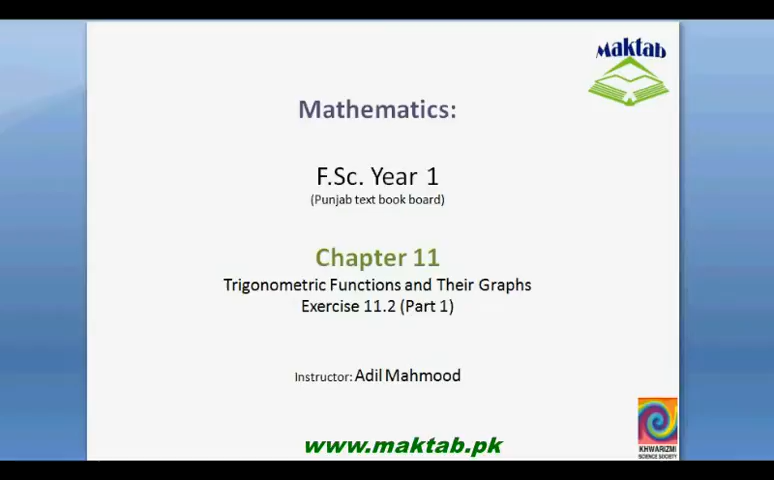 Maktab
Mathematics:
F.Sc. Year 1
(Punjab text book board)
Chapter 11
Trigonometric Functions and Their Graphs
Exercise 11.2 (Part 1)
Instructor: Adil Mahmood
www.maktab.pk
KHWARIZMI
SCIENCE SOCIETY